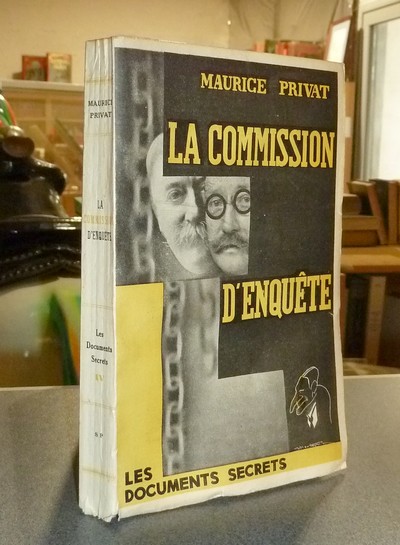 MAURICE PRIVAT
LA COMMISSION
D'ENQUÊTE
LES
DOCUMENTS SECRETS
MAURICE
PRIVAT
LA
COMMISSION
D'ENQUÊTE
Les
Documents
Secrets